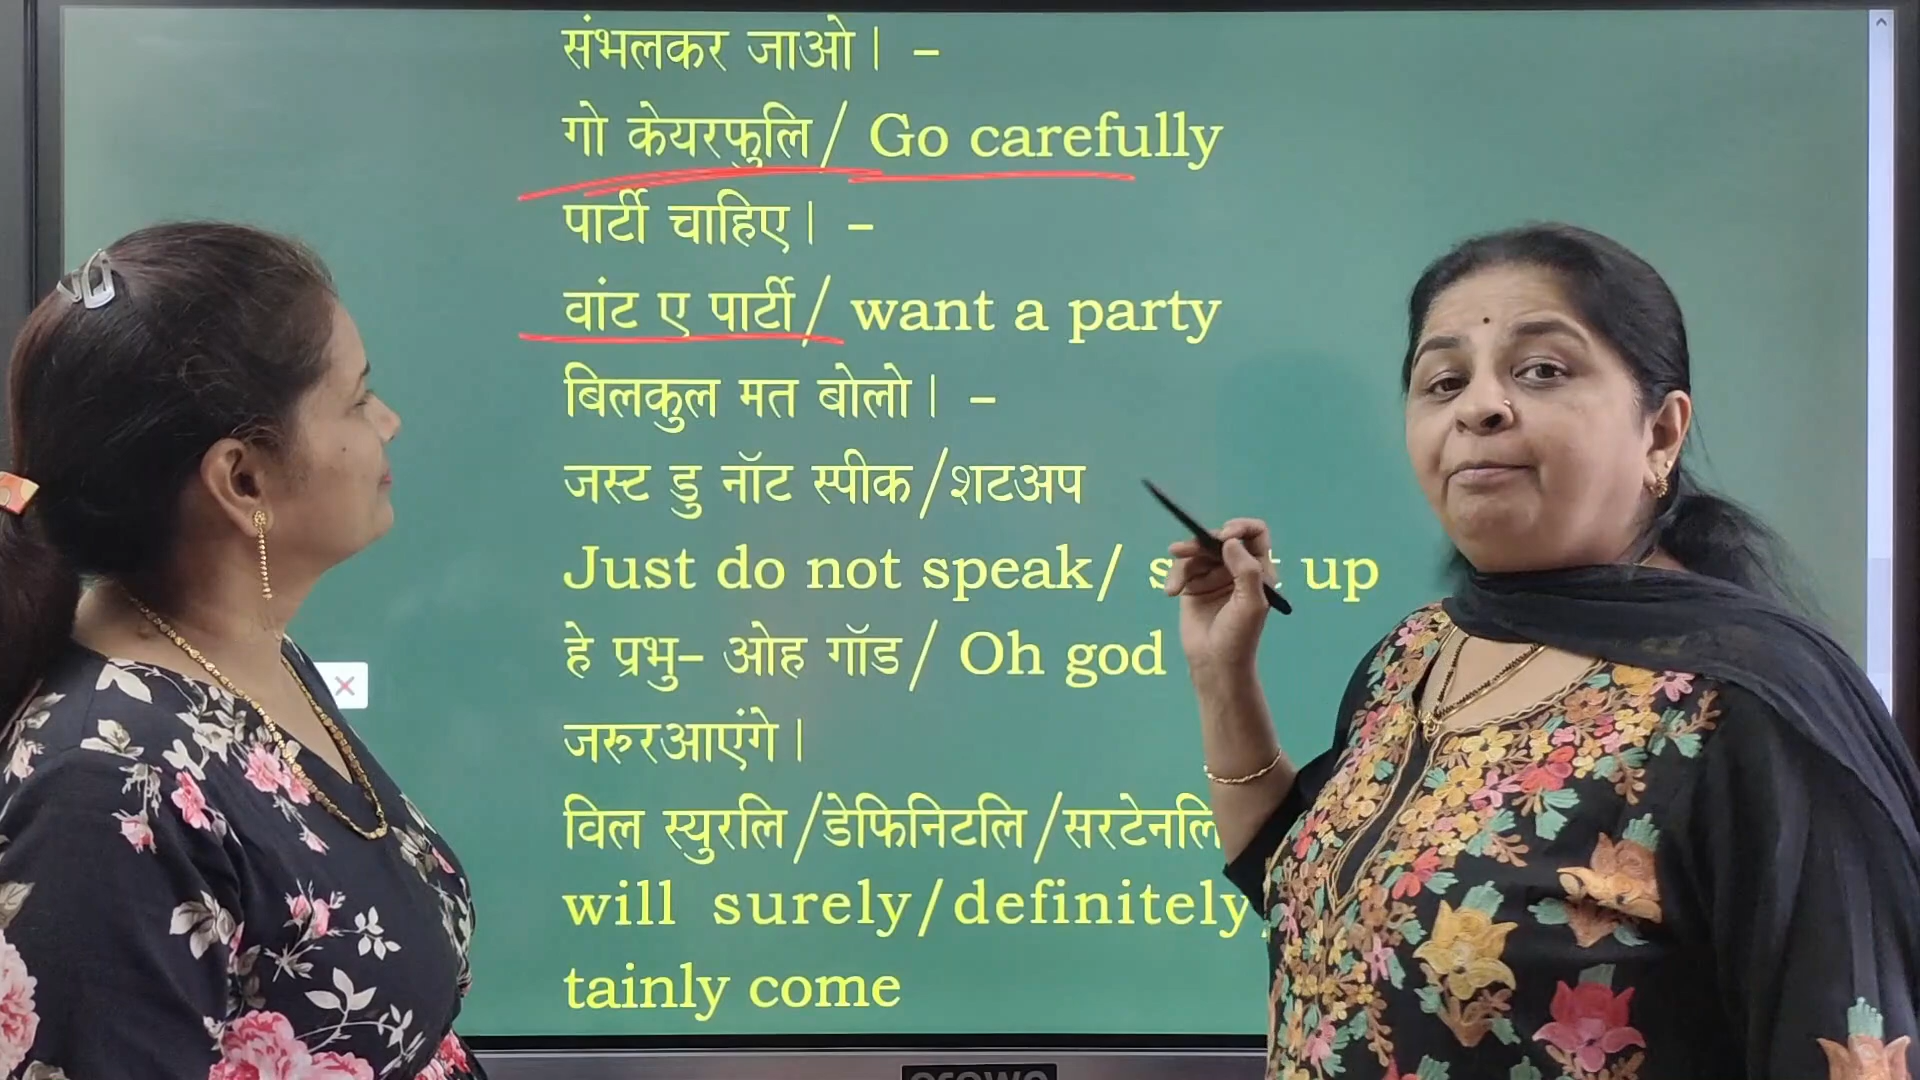 संभलकर जाओ। –
गो केयरफुलि/ Go carefully
पार्टी चाहिए। –
वांट ए पार्टी/ want a party
बिलकुल मत बोलो। –
जस्ट डु नॉट स्पीक/शटअप
Just do not speak/ up
हे प्रभु– ओह गॉड/ Oh god
जरुरआएंगे।
विल स्युरलि/डेफिनिटलि/सरटेनलि
will surely/definitely
tainly come